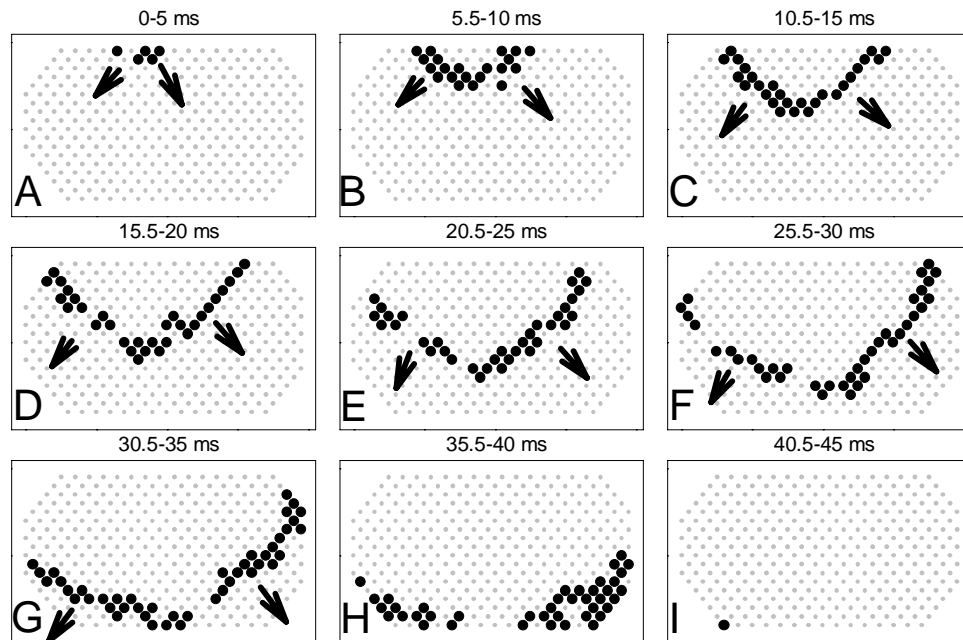 0-5 ms
5.5-10 ms
10.5-15 ms
A
B
C
15.5-20 ms
20.5-25 ms
25.5-30 ms
D
E
F
30.5-35 ms
35.5-40 ms
40.5-45 ms
G
H
I